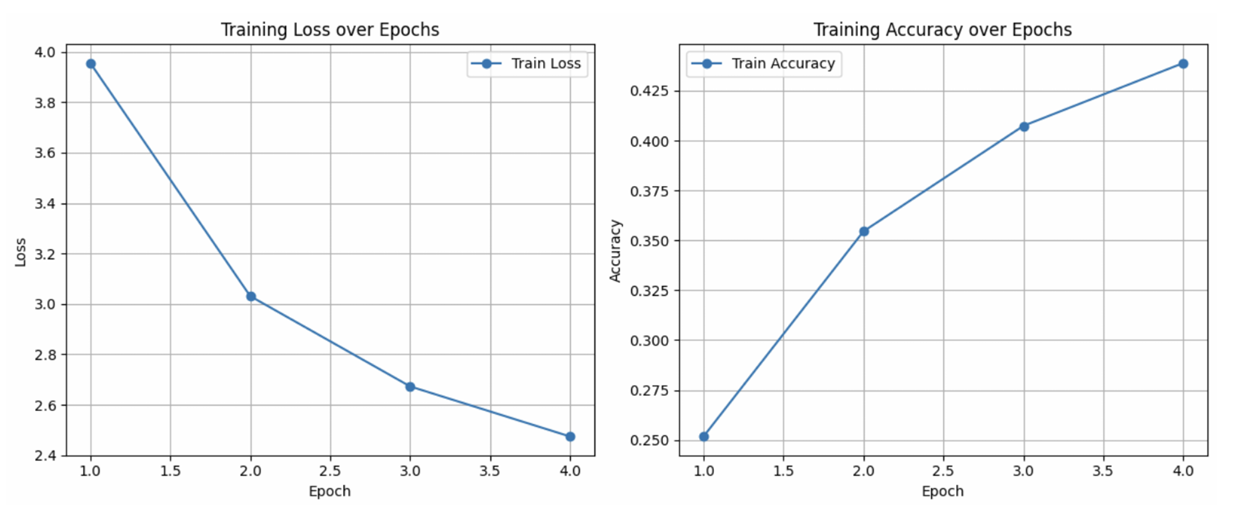 Training Loss over Epochs
Train Loss
4.0
3.8
3.6
3.4
3.2
3.0
2.8
2.6
2.4
Loss
1.0 1.5 2.0 2.5 3.0 3.5 4.0
Epoch
Training Accuracy over Epochs
Train Accuracy
0.425
0.400
0.375
0.350
0.325
0.300
0.275
0.250
Accuracy
1.0 1.5 2.0 2.5 3.0 3.5 4.0
Epoch